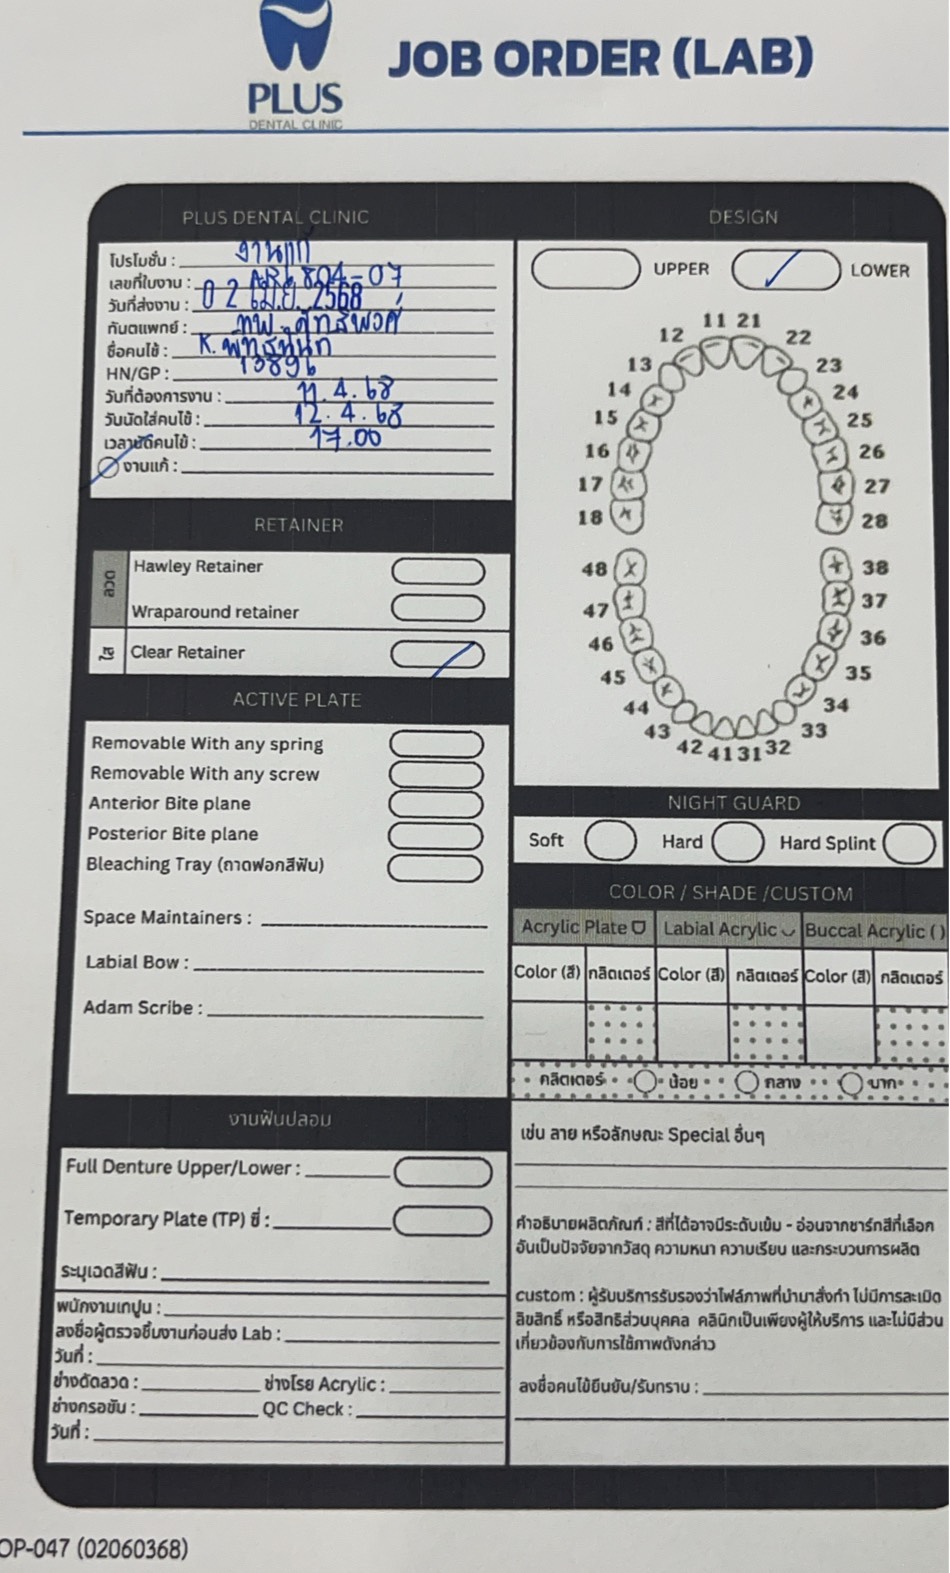 PLUS
DENTAL CLINIC
JOB ORDER (LAB)
PLUS DENTAL CLINIC
โปรโมชั่น : งานแก้
เลขที่ใบงาน : 6804-07
วันที่ส่งงาน : 02 เม.ย. 2568
ทันตแพทย์ : ทพ.
ชื่อคนไข้ : K.
HN/GP : 13896
วันที่ต้องการงาน : 11.4.68
วันนัดใส่คนไข้ : 12.4.68
เวลานัดคนไข้ : 17.00
งานแก้ :
DESIGN
UPPER
LOWER
11 21
12 22
13 23
14 24
15 25
16 26
17 27
18 28
48 38
47 37
46 36
45 35
44 34
43 33
42 41 31 32
RETAINER
ลวด
Hawley Retainer
Wraparound retainer
ใส
Clear Retainer
ACTIVE PLATE
Removable With any spring
Removable With any screw
Anterior Bite plane
Posterior Bite plane
Bleaching Tray (ถาดฟอกสีฟัน)
Space Maintainers :
Labial Bow :
Adam Scribe :
NIGHT GUARD
Soft Hard Hard Splint
COLOR / SHADE /CUSTOM
Acrylic Plate Labial Acrylic Buccal Acrylic ( )
Color (สี) กลิตเตอร์ Color (สี) กลิตเตอร์ Color (สี) กลิตเตอร์
กลิตเตอร์ น้อย กลาง มาก
เช่น ลาย หรือลักษณะ Special อื่นๆ
คำอธิบายผลิตภัณฑ์ : สีที่ได้อาจมีระดับเข้ม - อ่อนจากชาร์ทสีที่เลือก
อันเป็นปัจจัยจากวัสดุ ความหนา ความเรียบ และกระบวนการผลิต
custom : ผู้รับบริการรับรองว่าไฟล์ภาพที่นำมาสั่งทำ ไม่มีการละเมิด
ลิขสิทธิ์ หรือสิทธิส่วนบุคคล คลินิกเป็นเพียงผู้ให้บริการ และไม่มีส่วน
เกี่ยวข้องกับการใช้ภาพดังกล่าว
ลงชื่อคนไข้ยืนยัน/รับทราบ :
งานฟันปลอม
Full Denture Upper/Lower :
Temporary Plate (TP) ซี่ :
ระบุเฉดสีฟัน :
พนักงานเทปูน :
ลงชื่อผู้ตรวจชิ้นงานก่อนส่ง Lab :
วันที่ :
ช่างดัดลวด : ช่างโรย Acrylic :
ช่างกรอขัด : QC Check :
วันที่ :
OP-047 (02060368)